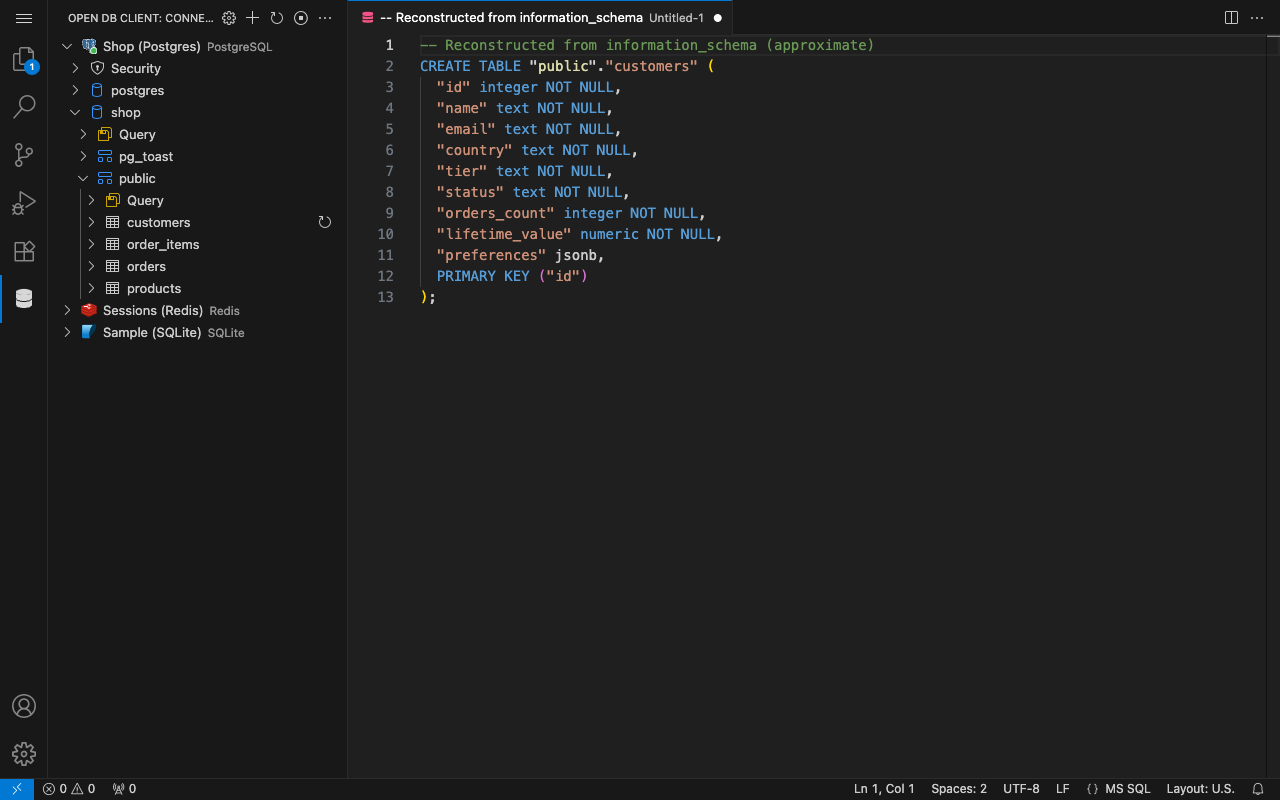 OPEN DB CLIENT: CONNE...
Shop (Postgres) PostgreSQL
Security
postgres
shop
Query
pg_toast
public
Query
customers
order_items
orders
products
Sessions (Redis) Redis
Sample (SQLite) SQLite
1
-- Reconstructed from information_schema Untitled-1
1 -- Reconstructed from information_schema (approximate)
2 CREATE TABLE "public"."customers" (
3 "id" integer NOT NULL,
4 "name" text NOT NULL,
5 "email" text NOT NULL,
6 "country" text NOT NULL,
7 "tier" text NOT NULL,
8 "status" text NOT NULL,
9 "orders_count" integer NOT NULL,
10 "lifetime_value" numeric NOT NULL,
11 "preferences" jsonb,
12 PRIMARY KEY ("id")
13 );
0 0 0 Ln 1, Col 1 Spaces: 2 UTF-8 LF {} MS SQL Layout: U.S.